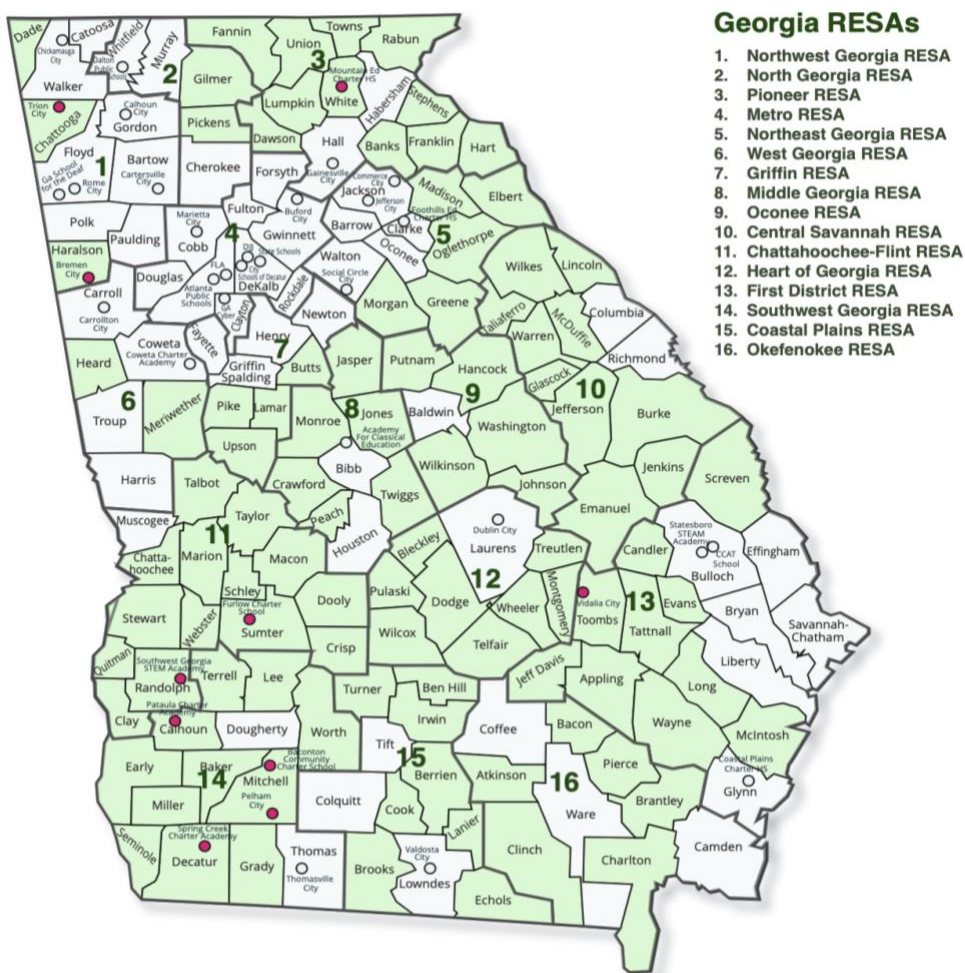 Georgia RESAs
1. Northwest Georgia RESA
2. North Georgia RESA
3. Pioneer RESA
4. Metro RESA
5. Northeast Georgia RESA
6. West Georgia RESA
7. Griffin RESA
8. Middle Georgia RESA
9. Oconee RESA
10. Central Savannah RESA
11. Chattahoochee-Flint RESA
12. Heart of Georgia RESA
13. First District RESA
14. Southwest Georgia RESA
15. Coastal Plains RESA
16. Okefenokee RESA
Dade
Catoosa
Chickamauga
City
Whitfield
Dalton
Public
Murray
2
Walker
Fannin
Union
Towns
Rabun
3
Mountain Ed
Charter HS
White
Gilmer
Lumpkin
Habersham
Stephens
Trion
City
Chattooga
Calhoun
City
Gordon
Pickens
Dawson
Hall
Gainesville
City
Banks
Franklin
Hart
Floyd
1
Ga School
for the Deaf
Rome
City
Bartow
Cartersville
City
Cherokee
Forsyth
Commerce
City
Jackson
Jefferson
City
Madison
Elbert
Polk
Paulding
Marietta
City
Cobb
Fulton
4
Buford
City
Gwinnett
Barrow
Clarke
Foothills Ed
Charter HS
5
Oconee
Oglethorpe
Haralson
Bremen
City
Douglas
FLA
Atlanta
Public
Schools
DB
State Schools
City
Schools of Decatur
DeKalb
Rockdale
Walton
Social Circle
City
Morgan
Greene
Wilkes
Lincoln
Carroll
Carrollton
City
GA
Cyber
Clayton
Fayette
Henry
7
Newton
Taliaferro
Warren
McDuffie
Columbia
Richmond
Heard
Coweta
Coweta Charter
Academy
Griffin
Spalding
Butts
Jasper
Putnam
Hancock
Glascock
10
Jefferson
Burke
6
Troup
Meriwether
Pike
Lamar
Monroe
8
Jones
Academy
For Classical
Education
Baldwin
9
Washington
Upson
Bibb
Wilkinson
Jenkins
Screven
Harris
Talbot
Crawford
Twiggs
Johnson
Emanuel
Muscogee
Taylor
Peach
Houston
Dublin City
Laurens
Statesboro
STEAM
Academy
CCAT
School
Bulloch
Effingham
Chatta-
hoochee
11
Marion
Macon
Bleckley
Treutlen
Candler
Schley
Furlow Charter
School
Sumter
Dooly
Pulaski
Dodge
12
Wheeler
Montgomery
Vidalia City
Toombs
13
Tattnall
Evans
Bryan
Savannah-
Chatham
Stewart
Webster
Crisp
Wilcox
Telfair
Liberty
Quitman
Southwest Georgia
STEM Academy
Randolph
Terrell
Lee
Turner
Ben Hill
Jeff Davis
Appling
Long
Clay
Pataula Charter
Academy
Calhoun
Dougherty
Worth
Irwin
Coffee
Bacon
Wayne
McIntosh
Early
Baker
14
Baconton
Community
Charter School
Mitchell
Pelham
City
Tift
15
Berrien
Atkinson
16
Pierce
Coastal Plains
Charter HS
Glynn
Miller
Colquitt
Cook
Ware
Brantley
Seminole
Spring Creek
Charter Academy
Decatur
Grady
Thomas
Thomasville
City
Brooks
Valdosta
City
Lowndes
Lanier
Clinch
Echols
Charlton
Camden